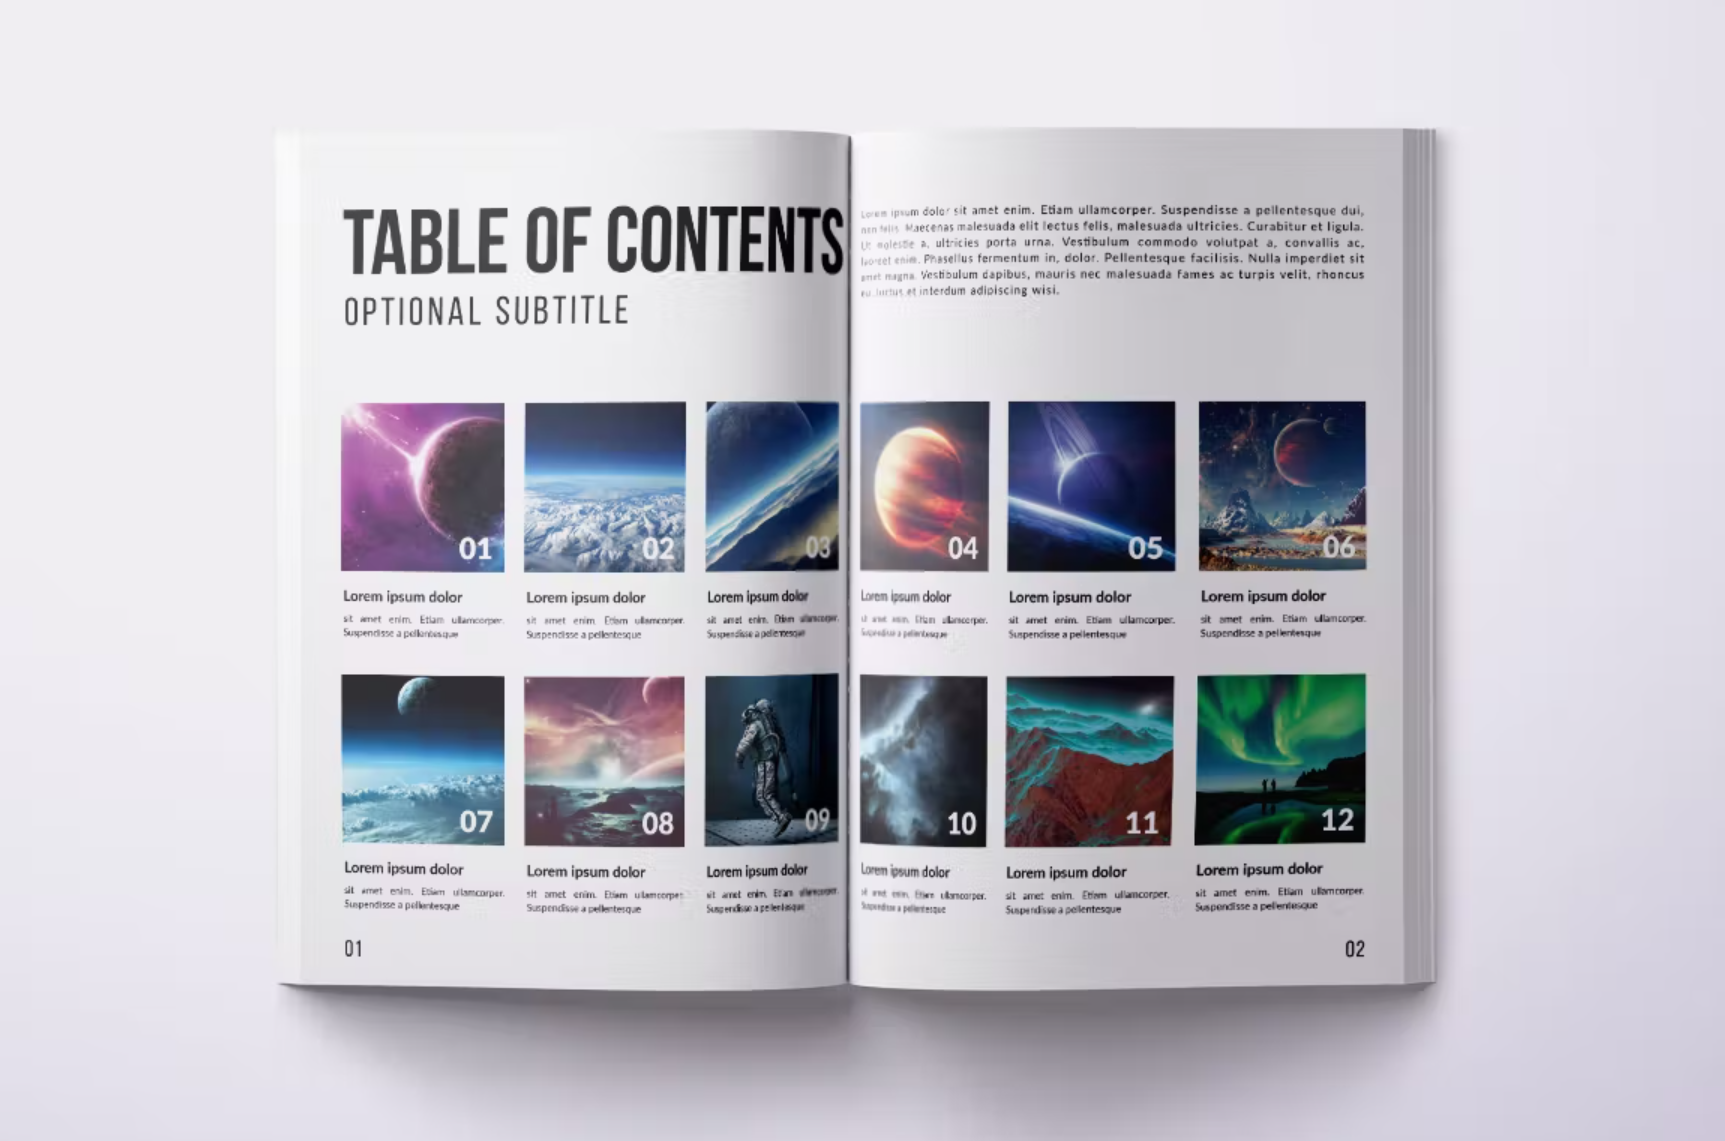 TABLE OF CONTENTS
OPTIONAL SUBTITLE
Lorem ipsum dolor sit amet enim. Etiam ullamcorper. Suspendisse a pellentesque dui,
non felis. Maecenas malesuada elit lectus felis, malesuada ultricies. Curabitur et ligula.
Ut molestie a, ultricies porta urna. Vestibulum commodo volutpat a, convallis ac,
laoreet enim. Phasellus fermentum in, dolor. Pellentesque facilisis. Nulla imperdiet sit
amet magna. Vestibulum dapibus, mauris nec malesuada fames ac turpis velit, rhoncus
eu, luctus et interdum adipiscing wisi.
01
Lorem ipsum dolor
sit amet enim. Etiam ullamcorper.
Suspendisse a pellentesque
02
Lorem ipsum dolor
sit amet enim. Etiam ullamcorper.
Suspendisse a pellentesque
03
Lorem ipsum dolor
sit amet enim. Etiam ullamcorper.
Suspendisse a pellentesque
04
Lorem ipsum dolor
sit amet enim. Etiam ullamcorper.
Suspendisse a pellentesque
05
Lorem ipsum dolor
sit amet enim. Etiam ullamcorper.
Suspendisse a pellentesque
06
Lorem ipsum dolor
sit amet enim. Etiam ullamcorper.
Suspendisse a pellentesque
07
Lorem ipsum dolor
sit amet enim. Etiam ullamcorper.
Suspendisse a pellentesque
08
Lorem ipsum dolor
sit amet enim. Etiam ullamcorper.
Suspendisse a pellentesque
09
Lorem ipsum dolor
sit amet enim. Etiam ullamcorper.
Suspendisse a pellentesque
10
Lorem ipsum dolor
sit amet enim. Etiam ullamcorper.
Suspendisse a pellentesque
11
Lorem ipsum dolor
sit amet enim. Etiam ullamcorper.
Suspendisse a pellentesque
12
Lorem ipsum dolor
sit amet enim. Etiam ullamcorper.
Suspendisse a pellentesque
01
02